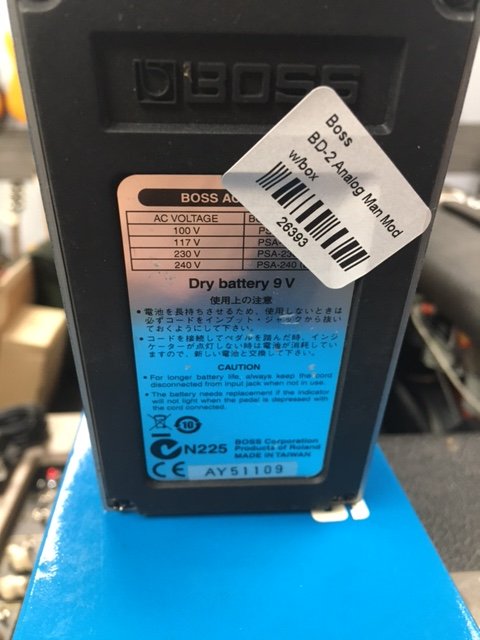 BOSS
Boss
BD-2 Analog Man Mod
w/box
26393
BOSS AC
AC VOLTAGE
100 V
117 V
230 V
240 V
PSA-240
Dry battery 9 V
使用上の注意
●電池を長持ちさせるため、使用しないときは
必ずコードをインプット・ジャックから抜い
ておくようにして下さい。
●コードを接続してペダルを踏んだ時、イン
ジケーターが点灯しない時は電池が消耗してい
ますので、新しい電池と交換して下さい。
CAUTION
● For longer battery life, always keep the cord
disconnected from input jack when not in use.
● The battery needs replacement if the indicator
will not light when the pedal is depressed with
the cord connected.
10
N225
BOSS Corporation
Products of Roland
MADE IN TAIWAN
CE
AY51109